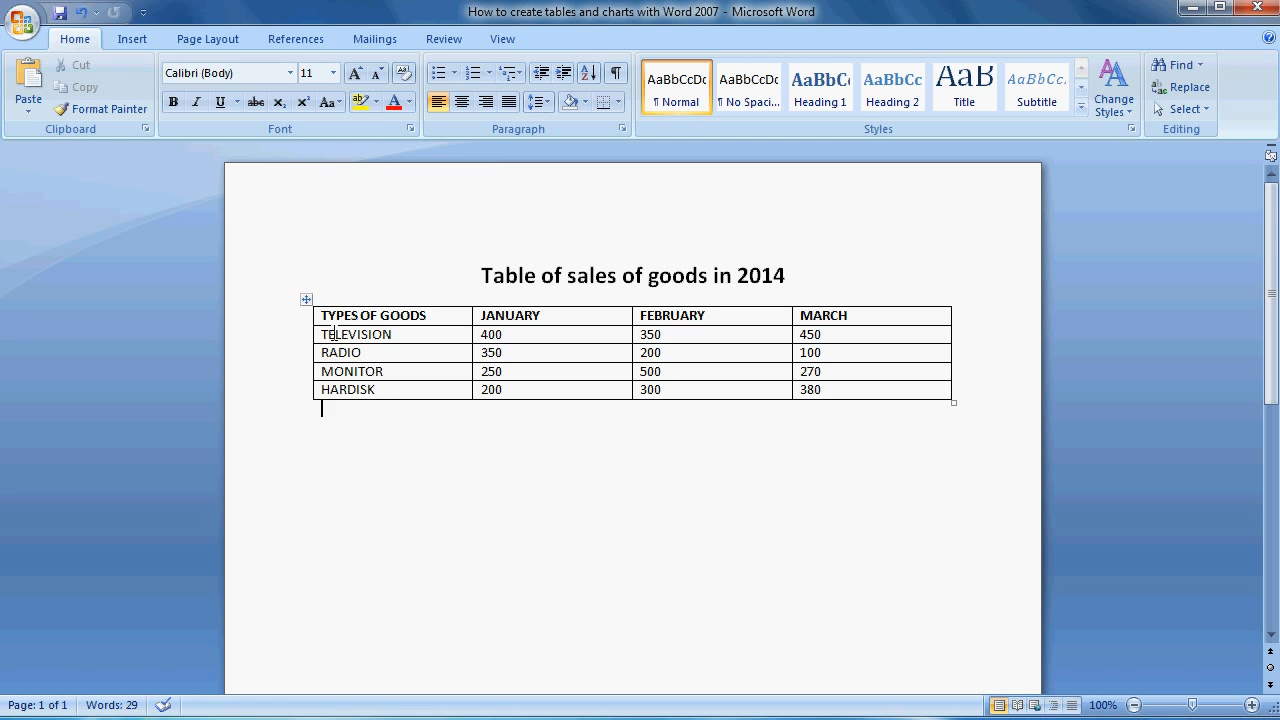 How to create tables and charts with Word 2007 - Microsoft Word
Home Insert Page Layout References Mailings Review View
Paste
Cut
Copy
Format Painter
Clipboard
Calibri (Body) 11
Font
Paragraph
AaBbCcDc AaBbCcDc AaBbC AaBbCc AaB AaBbCc.
¶ Normal ¶ No Spaci... Heading 1 Heading 2 Title Subtitle
Change
Styles
Styles
Find
Replace
Select
Editing
Table of sales of goods in 2014
TYPES OF GOODS JANUARY FEBRUARY MARCH
TELEVISION 400 350 450
RADIO 350 200 100
MONITOR 250 500 270
HARDISK 200 300 380
Page: 1 of 1 Words: 29 100%